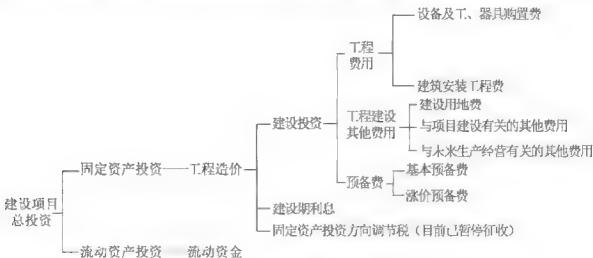 设备及工、器具购置费
工程
费用
建筑安装工程费
建设用地费
建设投资
工程建设
其他费用
与项目建设有关的其他费用
与未来生产经营有关的其他费用
固定资产投资
工程造价
预备费
基本预备费
涨价预备费
建设项目
总投资
建设期利息
固定资产投资方向调节税（目前已暂停征收）
流动资产投资
流动资金